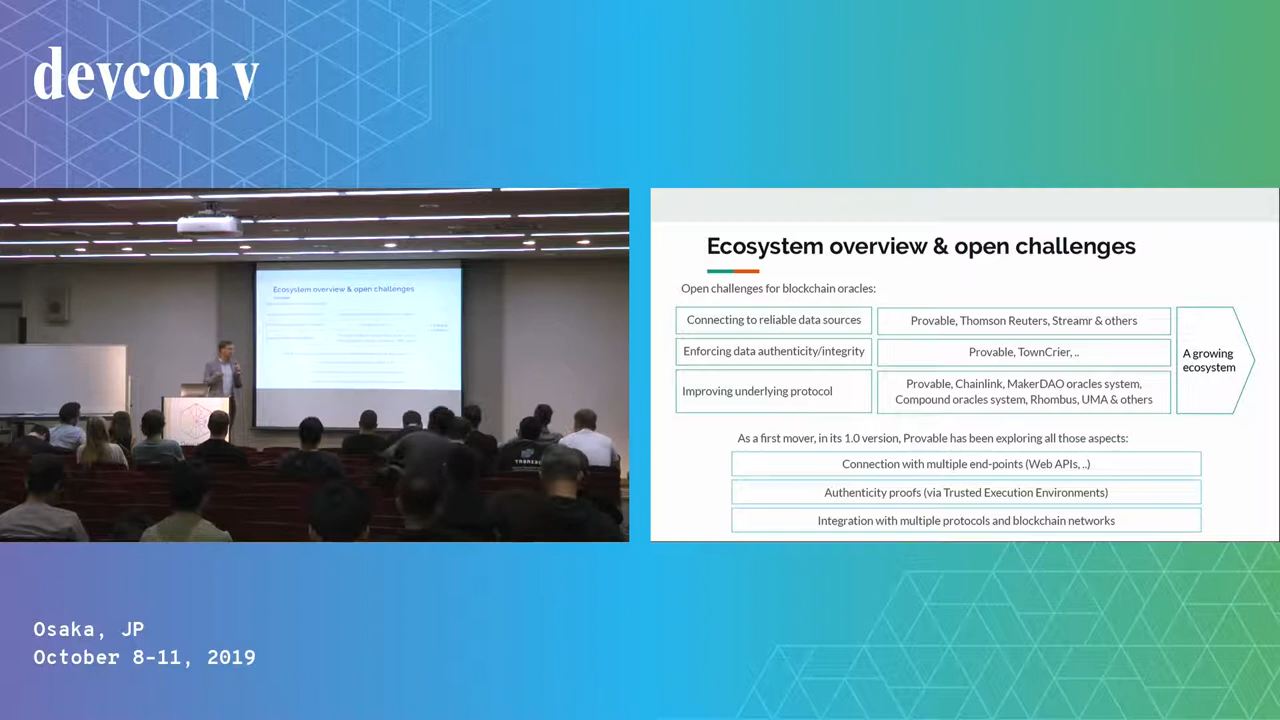 devcon v
Ecosystem overview & open challenges
Ecosystem overview & open challenges
Open challenges for blockchain oracles:
Connecting to reliable data sources
Provable, Thomson Reuters, Streamr & others
Enforcing data authenticity/integrity
Provable, TownCrier, ..
Improving underlying protocol
Provable, Chainlink, MakerDAO oracles system,
Compound oracles system, Rhombus, UMA & others
A growing
ecosystem
As a first mover, in its 1.0 version, Provable has been exploring all those aspects:
Connection with multiple end-points (Web APIs, ..)
Authenticity proofs (via Trusted Execution Environments)
Integration with multiple protocols and blockchain networks
Osaka, JP
October 8-11, 2019